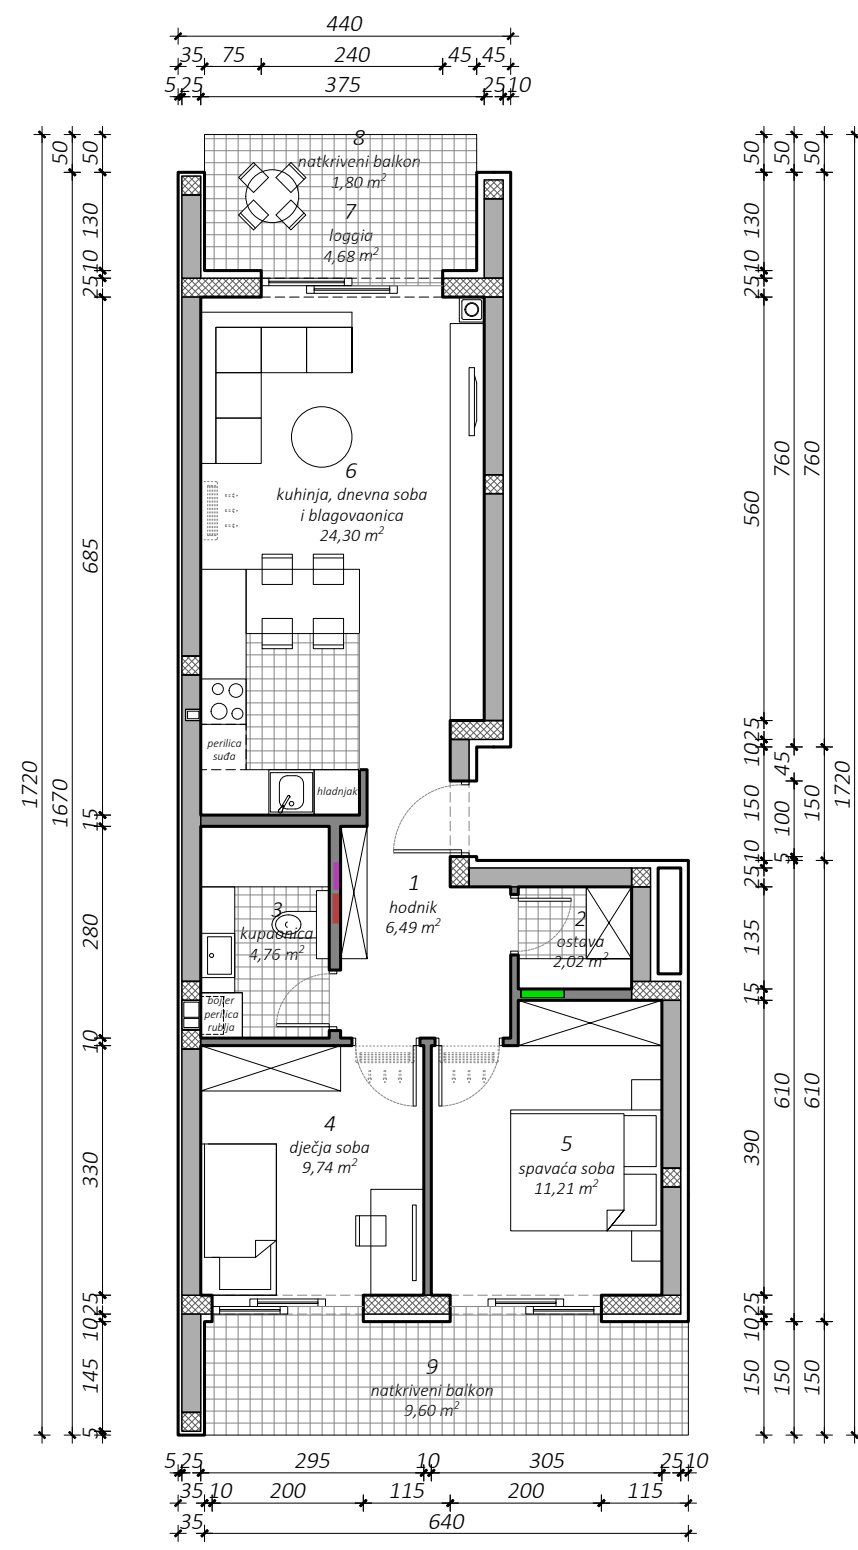 440
35 75 240 45 45
5 25 375 25 10
8
natkriveni balkon
1,80 m²
7
loggia
4,68 m²
6
kuhinja, dnevna soba
i blagovaonica
24,30 m²
perilica
suđa
hladnjak
1
hodnik
6,49 m²
2
ostava
2,02 m²
3
kupaonica
4,76 m²
bojler
perilica
rublja
4
dječja soba
9,74 m²
5
spavaća soba
11,21 m²
9
natkriveni balkon
9,60 m²
1720
50
1670
50
130
10
25
685
15
280
10
330
25
10
145
5
50
130
10
25
560
25
10
150
10
25
135
15
390
25
10
150
50
760
45
100
5
610
150
50
760
150
610
150
1720
5 25 295 10 305 25 10
35 10 200 115 200 115
35 640